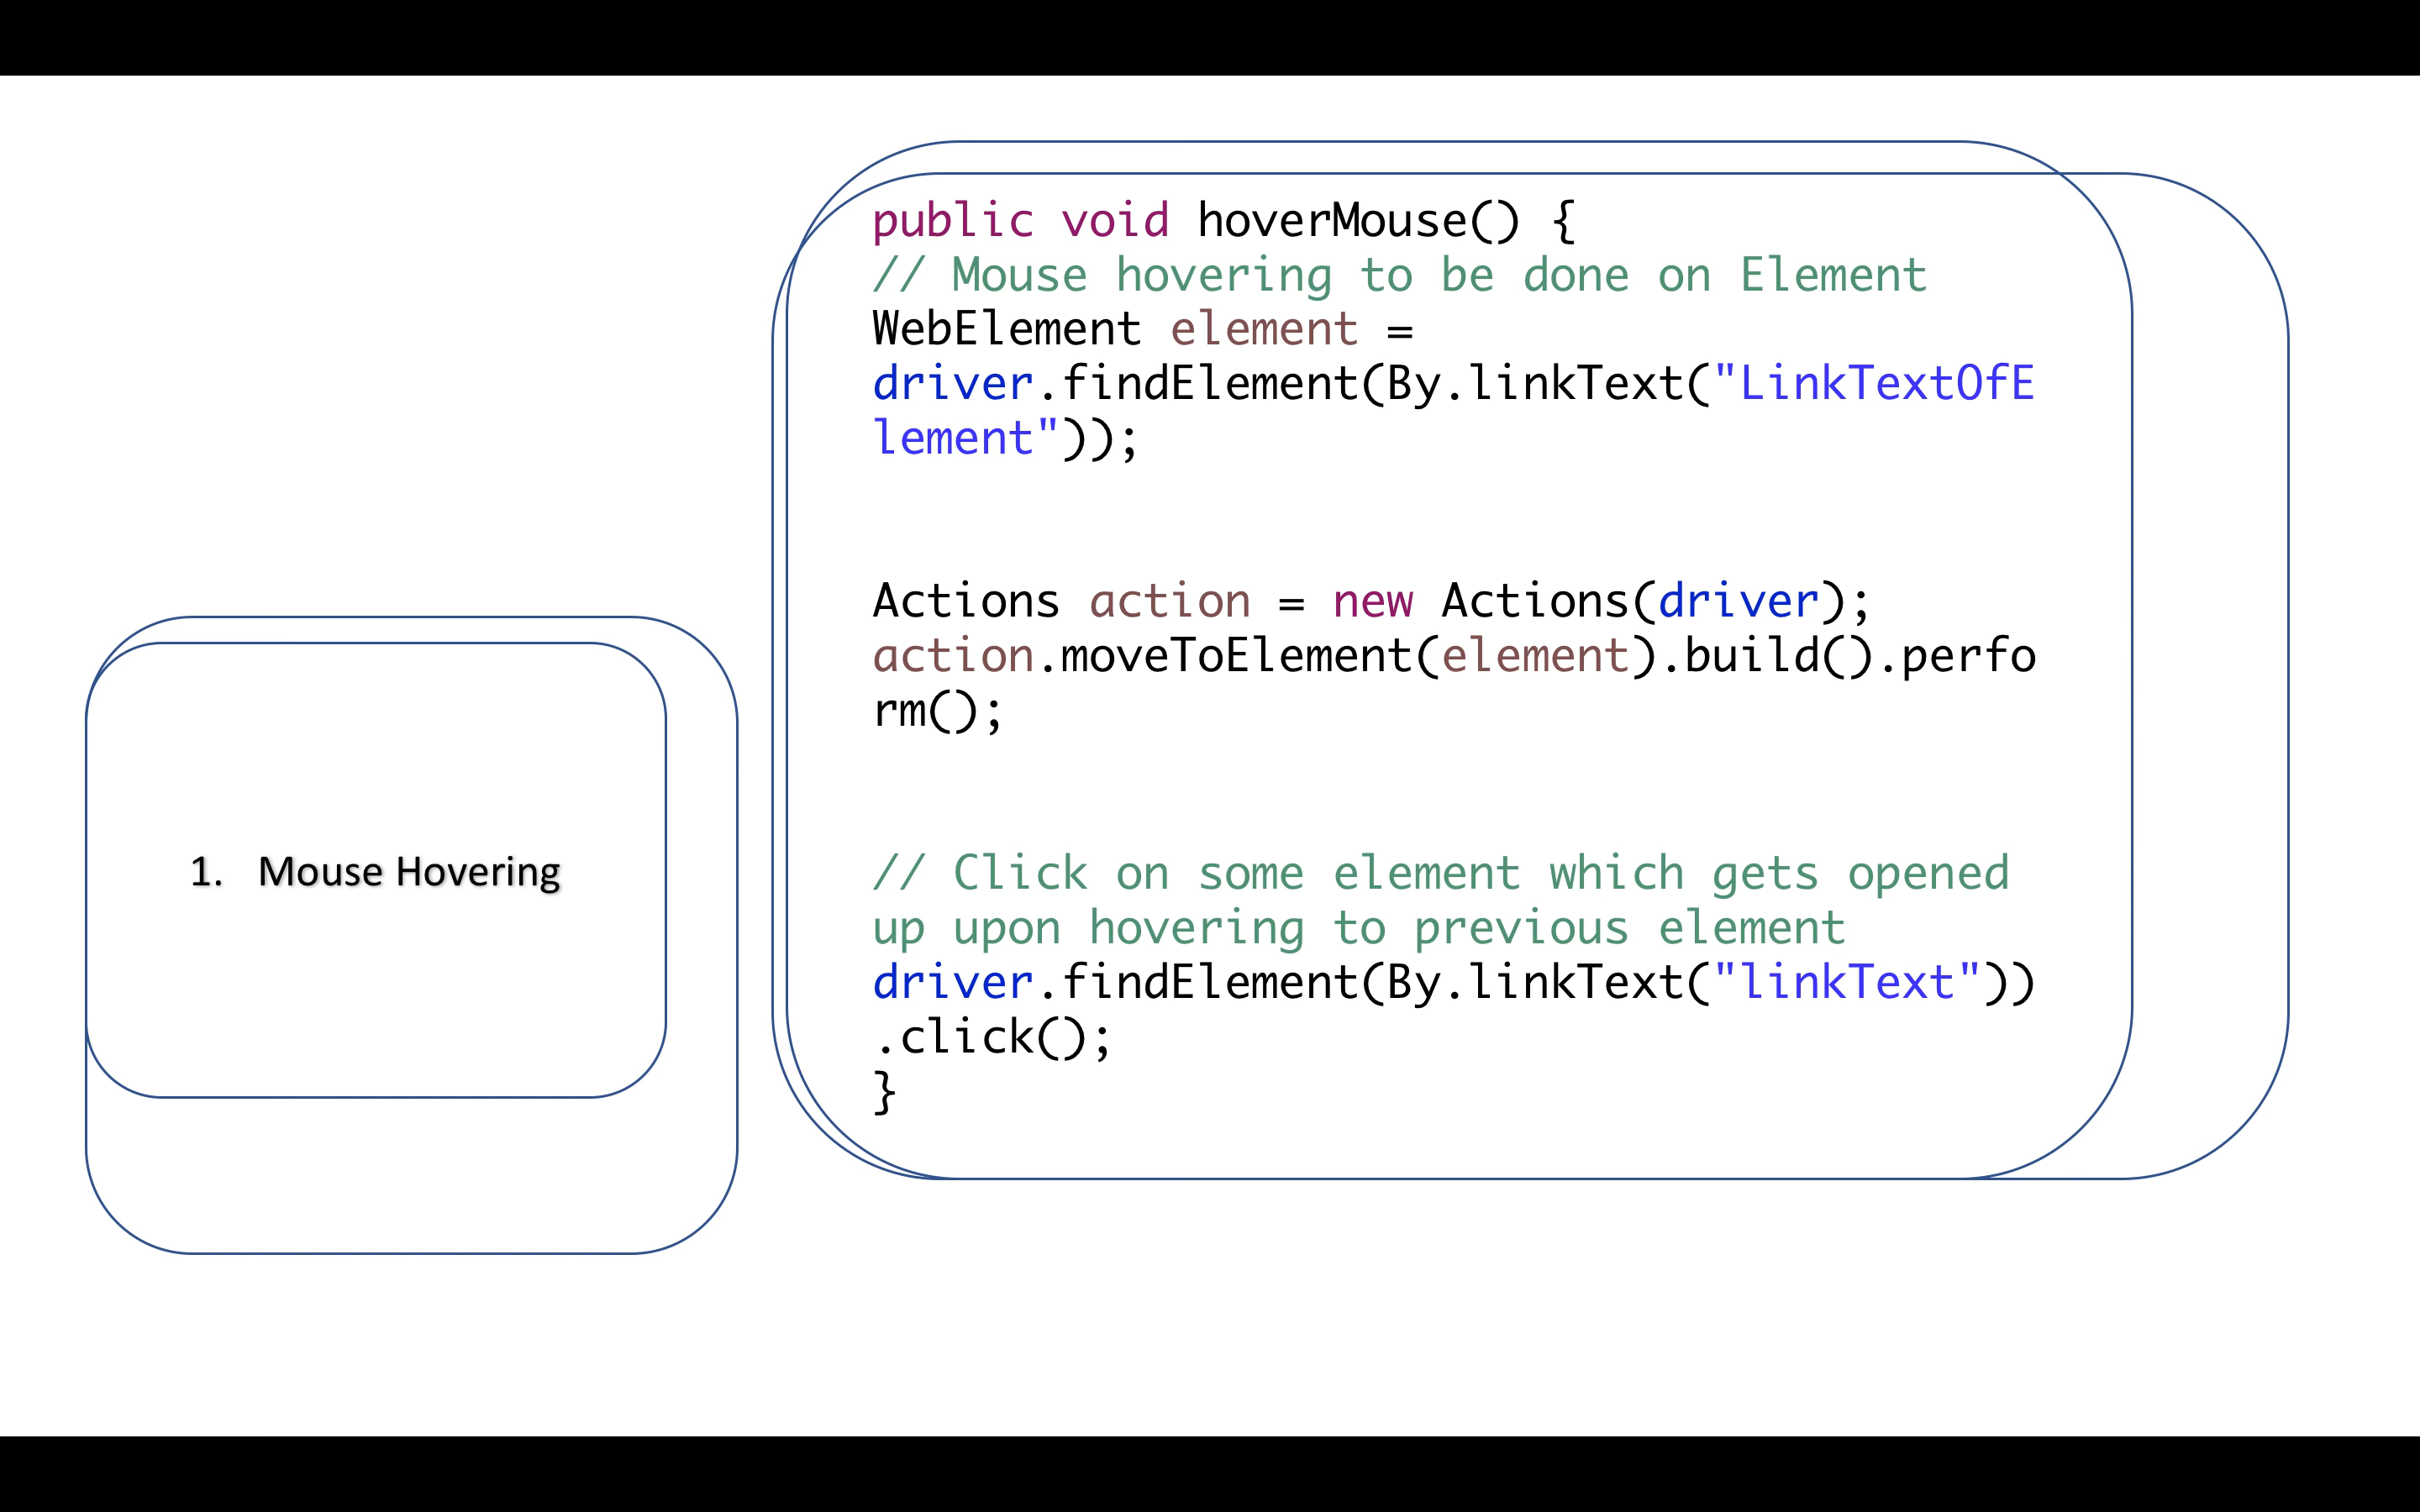 1. Mouse Hovering
public void hoverMouse() {
// Mouse hovering to be done on Element
WebElement element =
driver.findElement(By.linkText("LinkTextOfE
lement"));
Actions action = new Actions(driver);
action.moveToElement(element).build().perfo
rm();
// Click on some element which gets opened
up upon hovering to previous element
driver.findElement(By.linkText("linkText"))
.click();
}